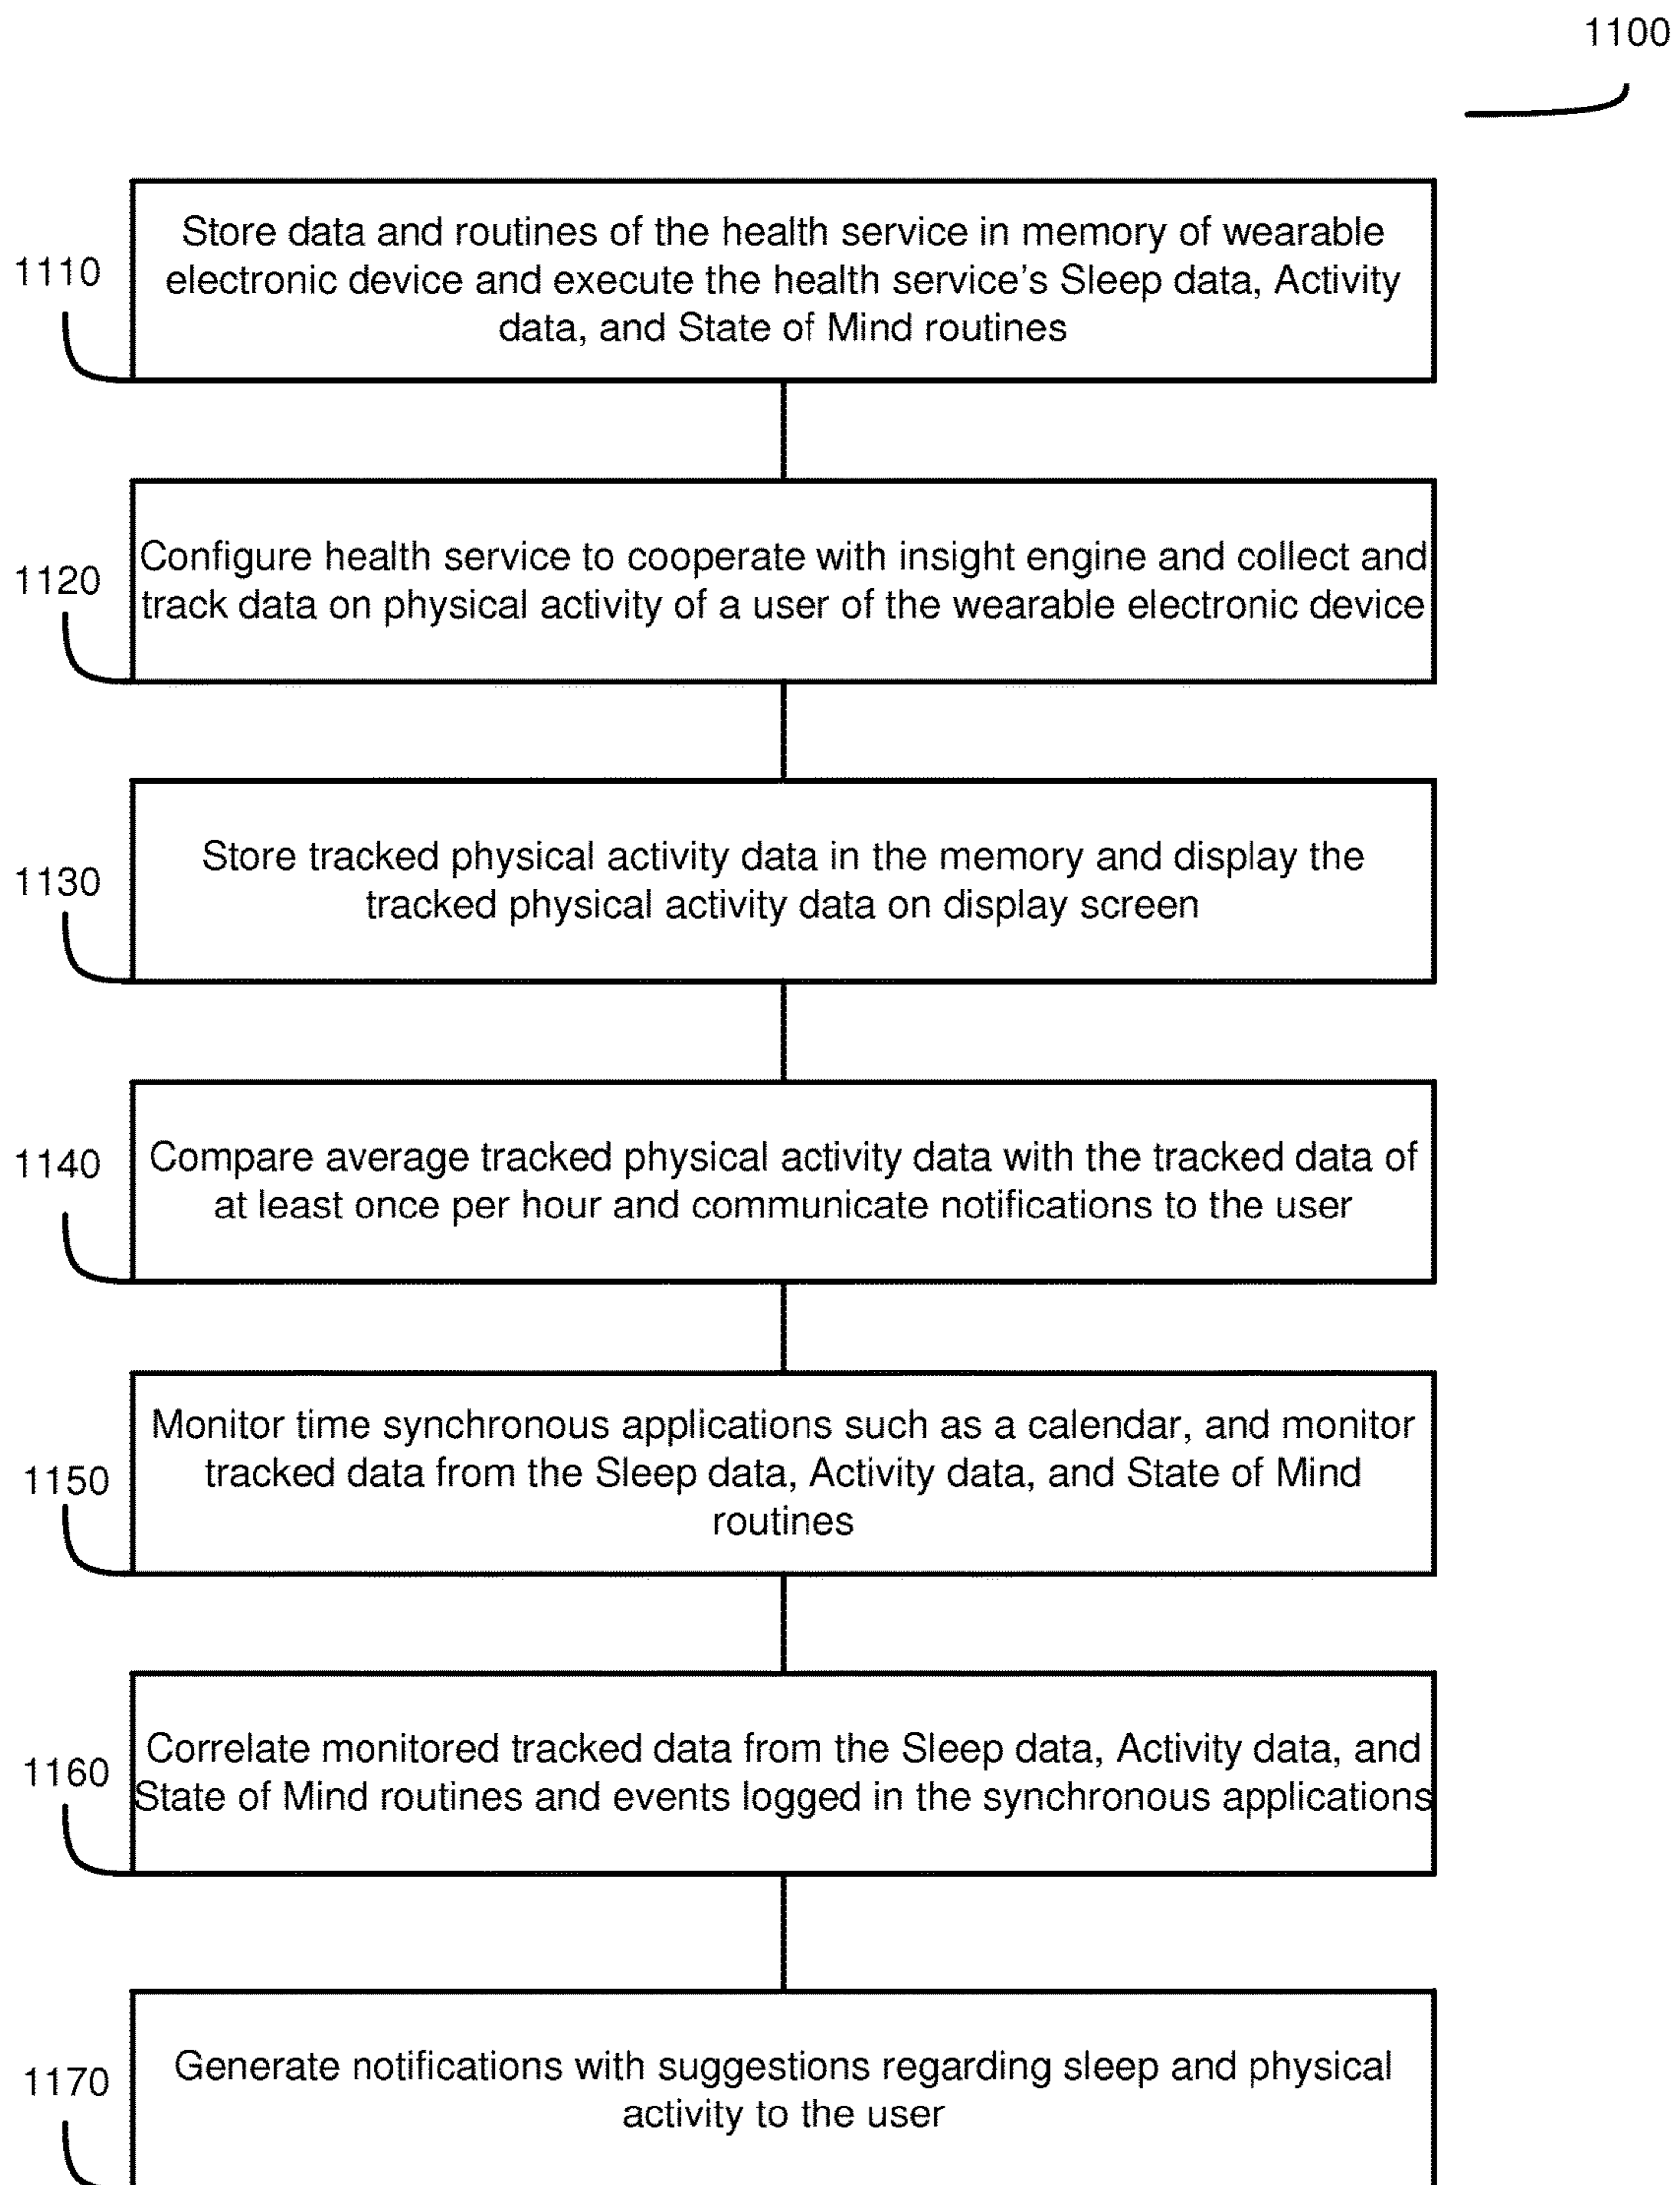 1100
Store data and routines of the health service in memory of wearable
electronic device and execute the health service's Sleep data, Activity
data, and State of Mind routines
1110
Configure health service to cooperate with insight engine and collect and
track data on physical activity of a user of the wearable electronic device
1120
Store tracked physical activity data in the memory and display the
tracked physical activity data on display screen
1130
Compare average tracked physical activity data with the tracked data of
at least once per hour and communicate notifications to the user
1140
Monitor time synchronous applications such as a calendar, and monitor
tracked data from the Sleep data, Activity data, and State of Mind
routines
1150
Correlate monitored tracked data from the Sleep data, Activity data, and
State of Mind routines and events logged in the synchronous applications
1160
Generate notifications with suggestions regarding sleep and physical
activity to the user
1170